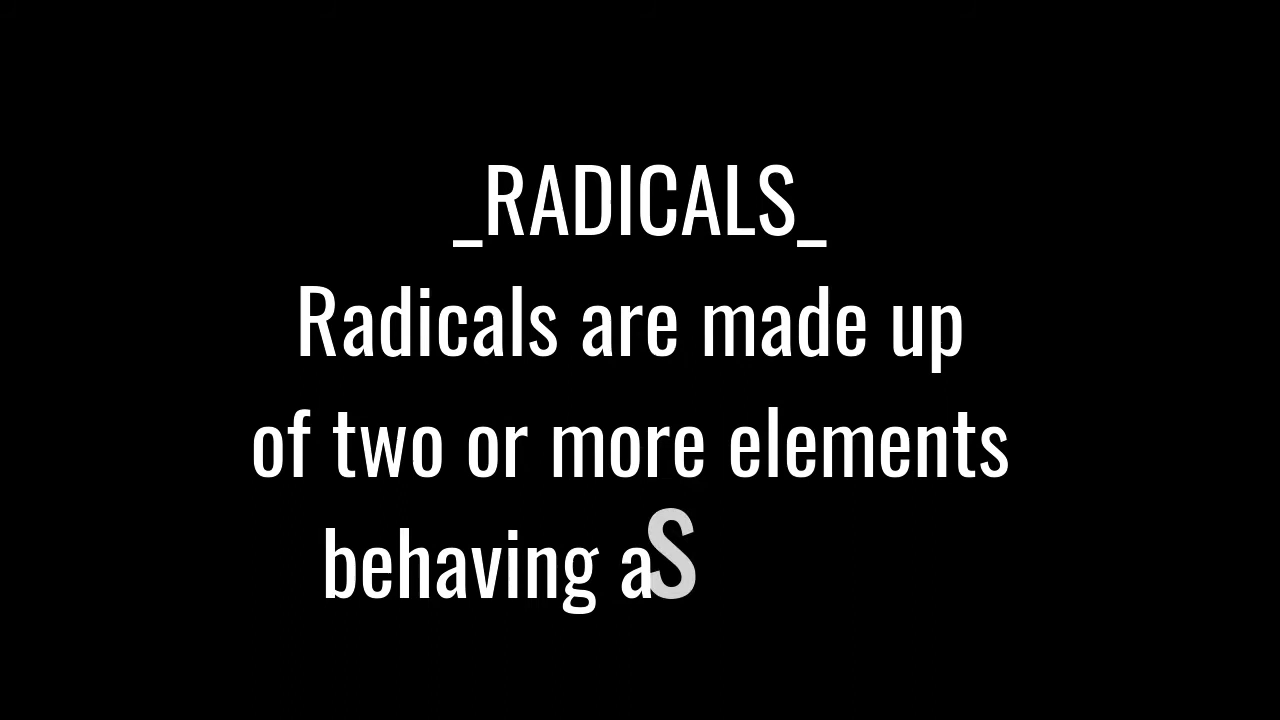 _RADICALS_
Radicals are made up
of two or more elements
behaving as